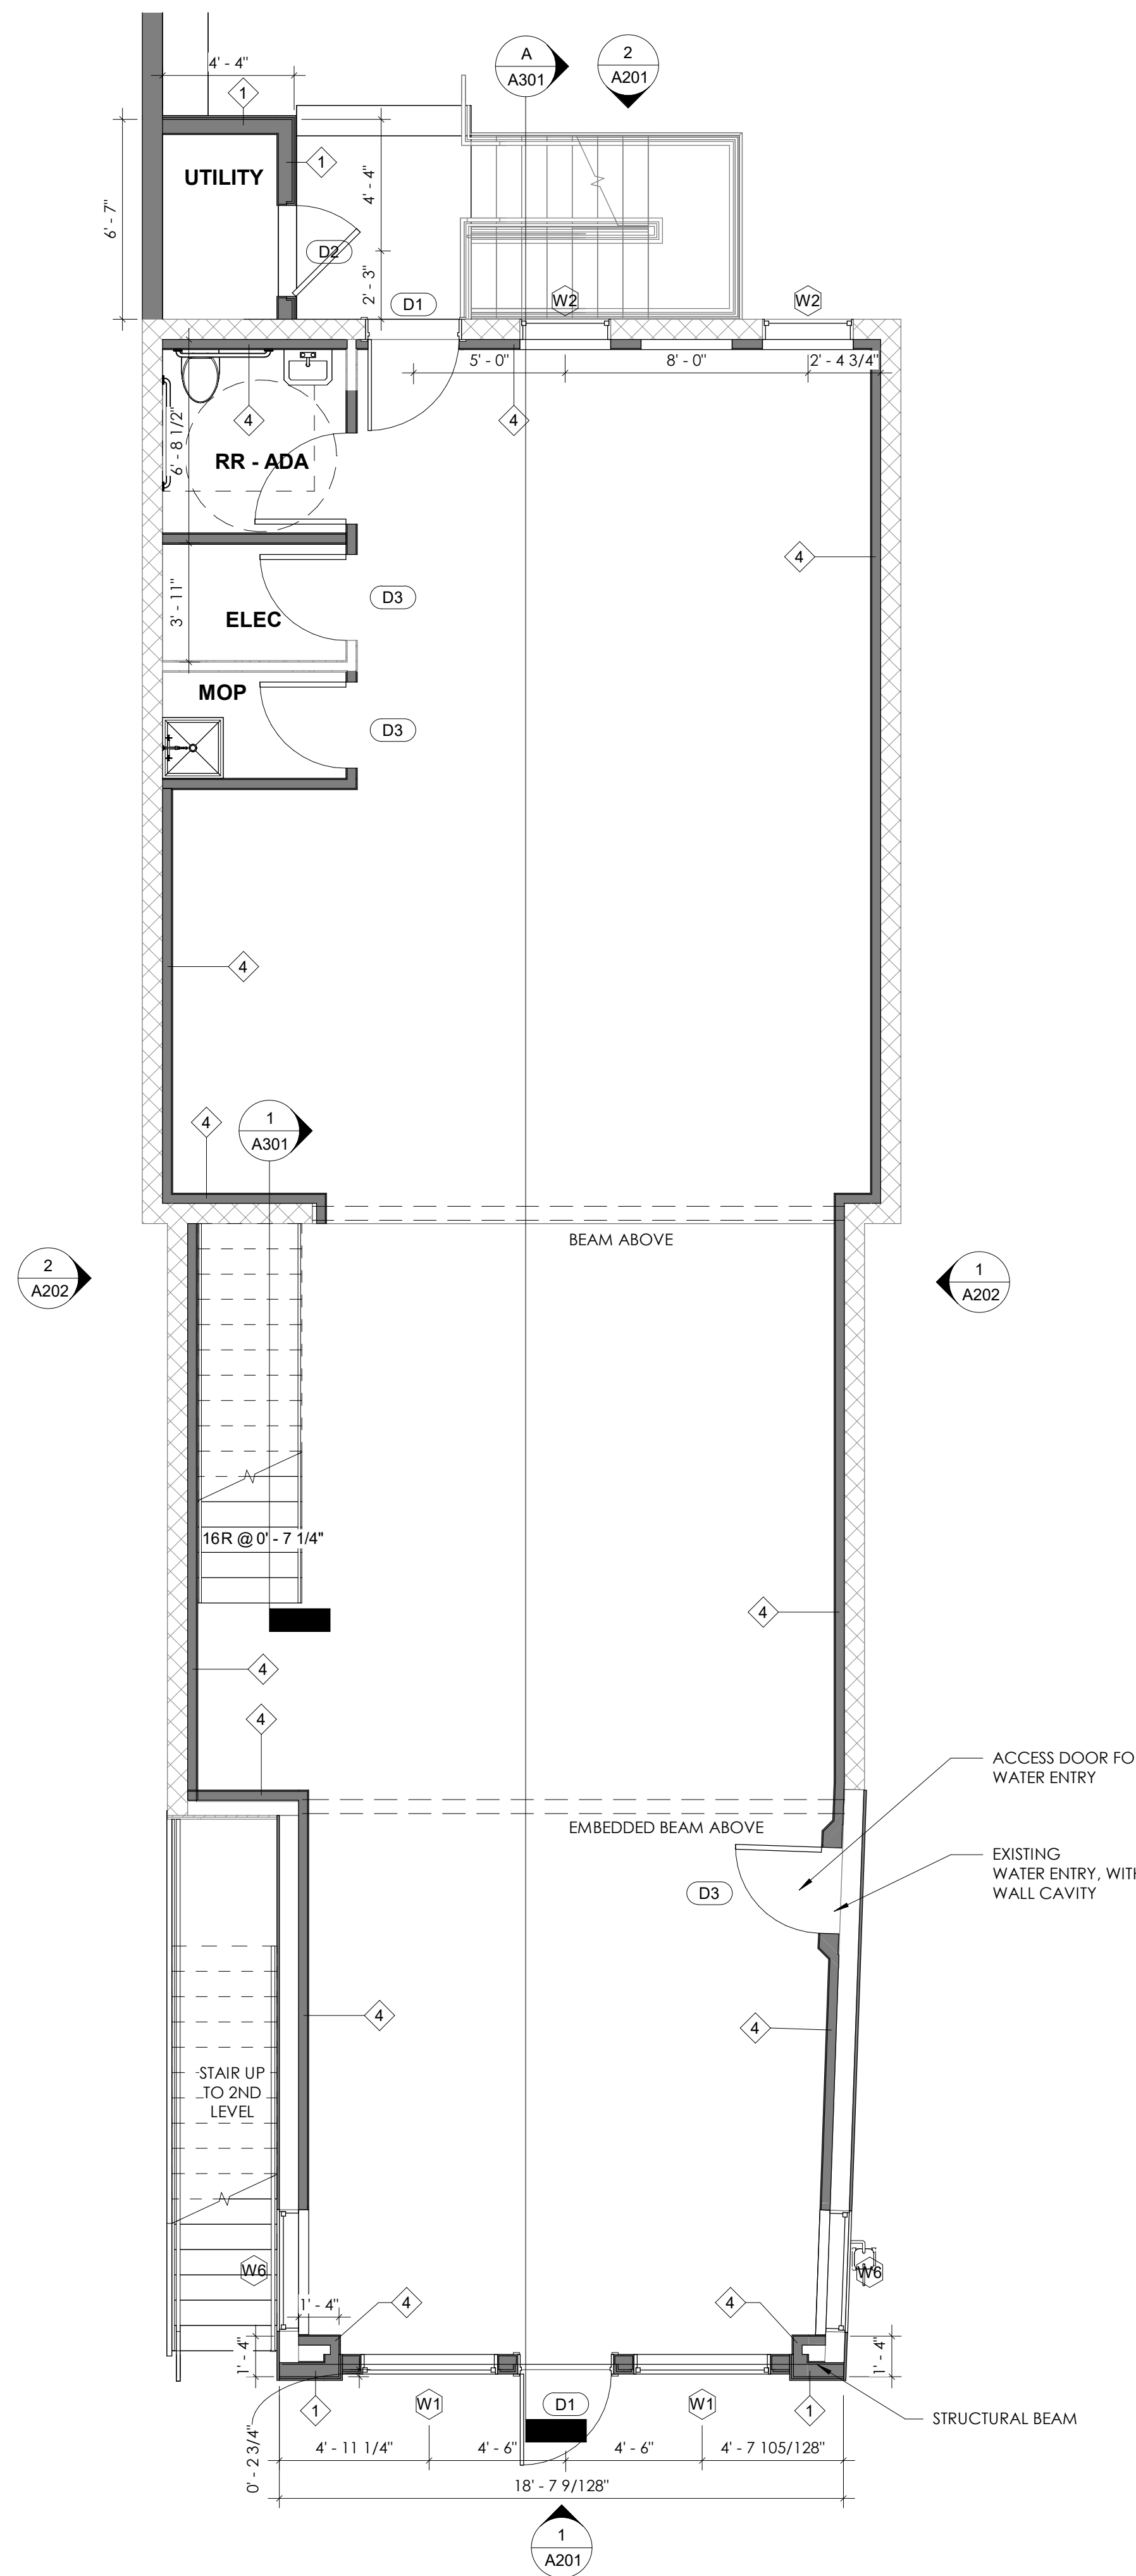 A
A301
2
A201
4' - 4"
1
UTILITY
1
6' - 7"
4' - 4"
D2
2' - 3"
D1
W2
W2
5' - 0"
8' - 0"
2' - 4 3/4"
4
4
6' - 8 1/2"
RR - ADA
4
3' - 11"
D3
ELEC
MOP
D3
4
4
1
A301
BEAM ABOVE
2
A202
1
A202
16R @ 0' - 7 1/4"
4
4
4
ACCESS DOOR FO
WATER ENTRY
EMBEDDED BEAM ABOVE
EXISTING
WATER ENTRY, WITH
WALL CAVITY
D3
4
4
STAIR UP
TO 2ND
LEVEL
W6
W6
1' - 4"
4
4
1' - 4"
1' - 4"
1
W1
D1
W1
1
STRUCTURAL BEAM
0' - 2 3/4"
4' - 11 1/4"
4' - 6"
4' - 6"
4' - 7 105/128"
18' - 7 9/128"
1
A201